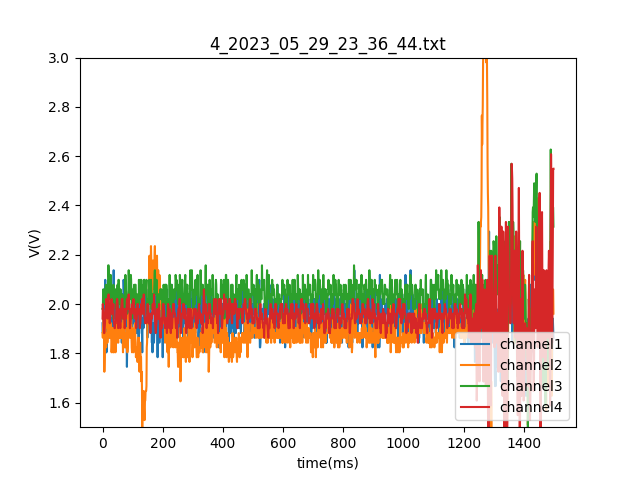 4_2023_05_29_23_36_44.txt
3.0
2.8
2.6
2.4
2.2
2.0
1.8
1.6
V(V)
0 200 400 600 800 1000 1200 1400
time(ms)
channel1
channel2
channel3
channel4